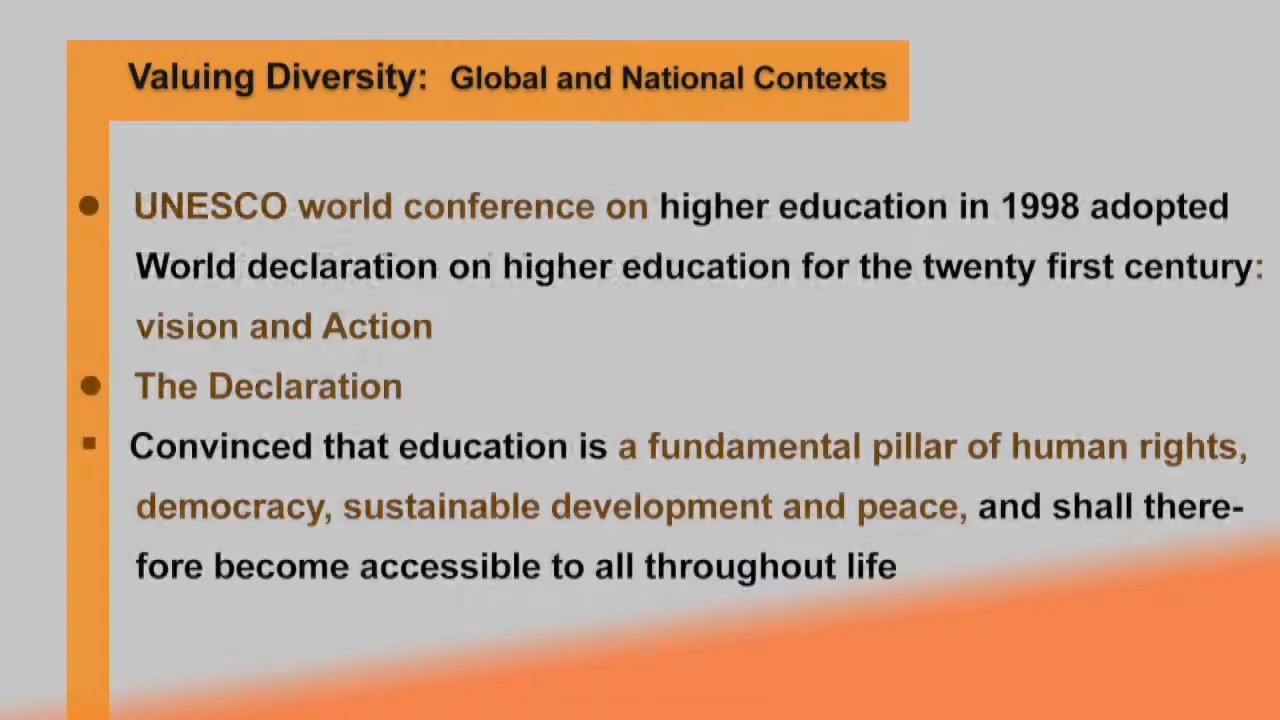 Valuing Diversity: Global and National Contexts
● UNESCO world conference on higher education in 1998 adopted
World declaration on higher education for the twenty first century:
vision and Action
● The Declaration
▪ Convinced that education is a fundamental pillar of human rights,
democracy, sustainable development and peace, and shall there-
fore become accessible to all throughout life